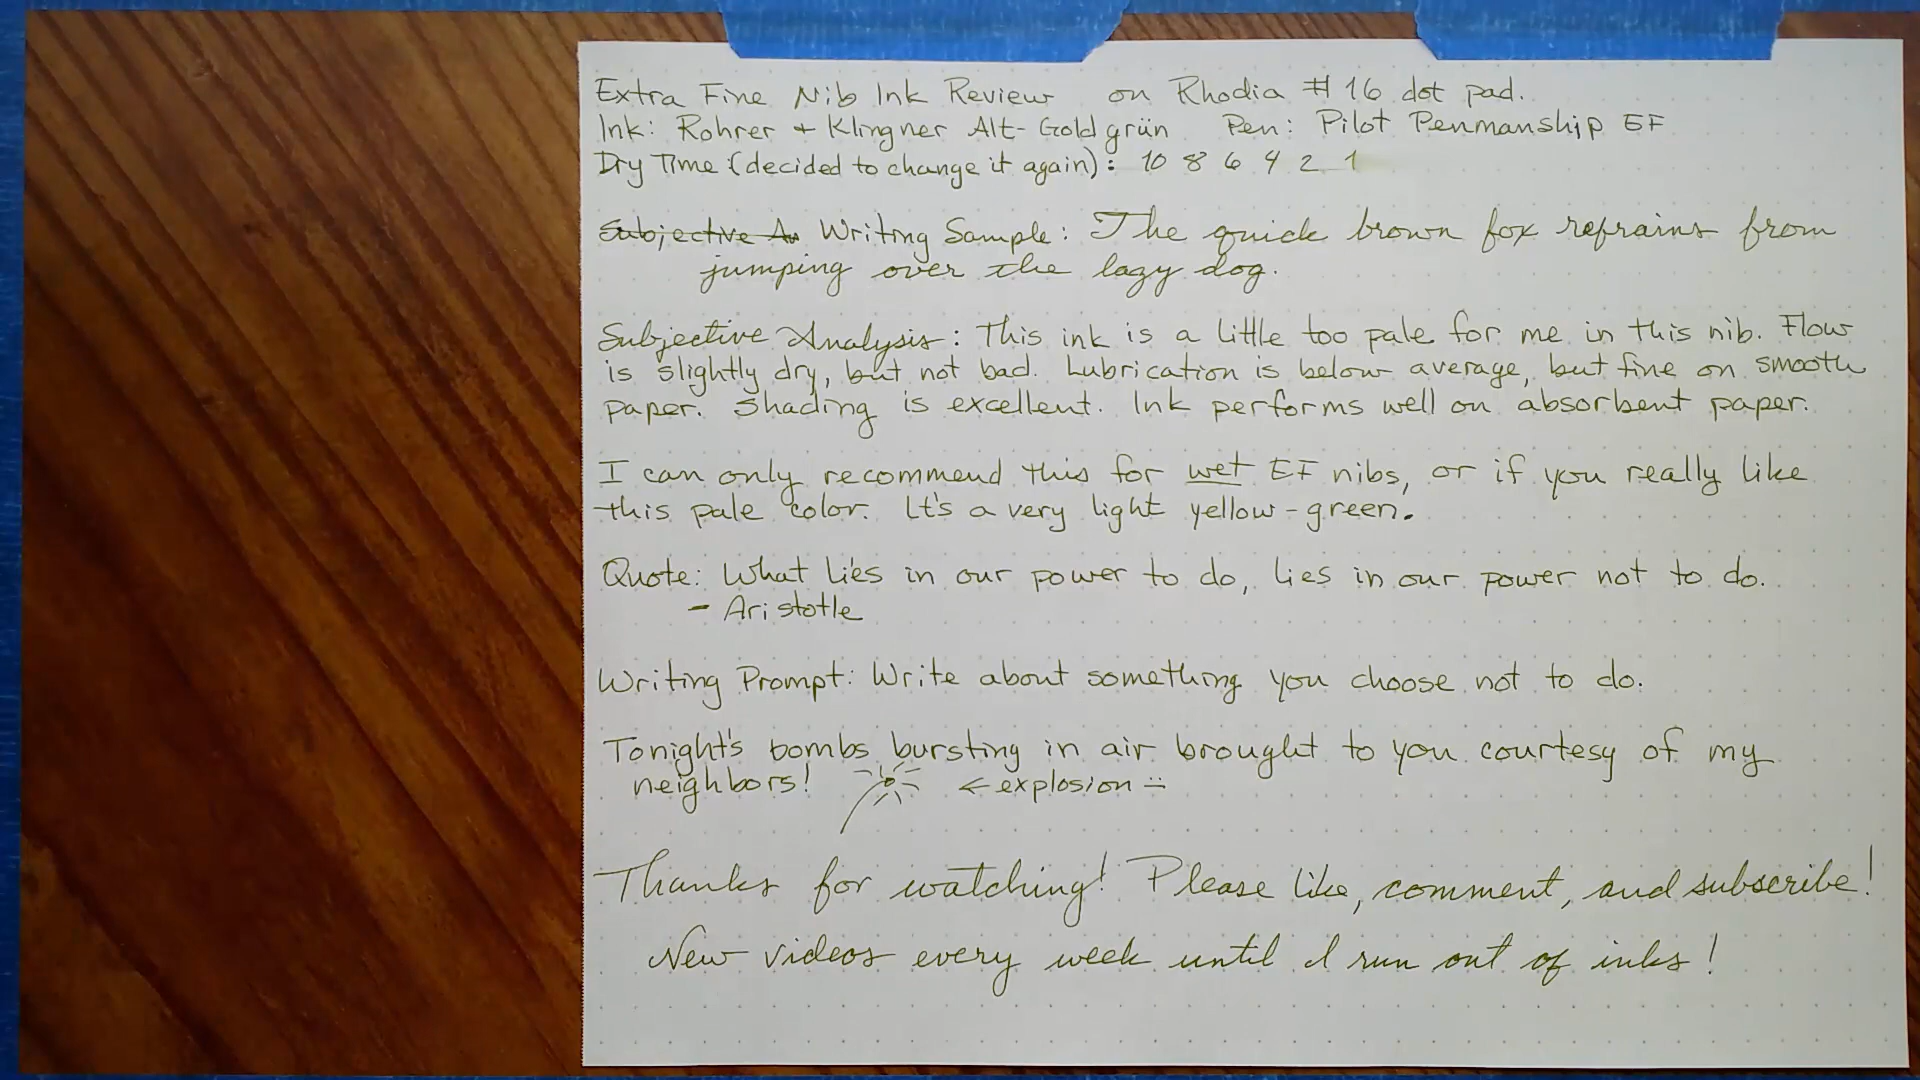 Extra Fine Nib Ink Review on Rhodia #16 dot pad.
Ink: Rohrer + Klingner Alt-Goldgrün Pen: Pilot Penmanship EF
Dry Time (decided to change it again): 10 8 6 4 2 1
Subjective An Writing Sample: The quick brown fox refrains from
jumping over the lazy dog.
Subjective Analysis: This ink is a little too pale for me in this nib. Flow
is slightly dry, but not bad. Lubrication is below average, but fine on smooth
paper. Shading is excellent. Ink performs well on absorbent paper.
I can only recommend this for wet EF nibs, or if you really like
this pale color. It's a very light yellow-green.
Quote: What lies in our power to do, lies in our power not to do.
- Aristotle
Writing Prompt: Write about something you choose not to do.
Tonight's bombs bursting in air brought to you courtesy of my
neighbors! ← explosion
Thanks for watching! Please like, comment, and subscribe!
New videos every week until I run out of inks!